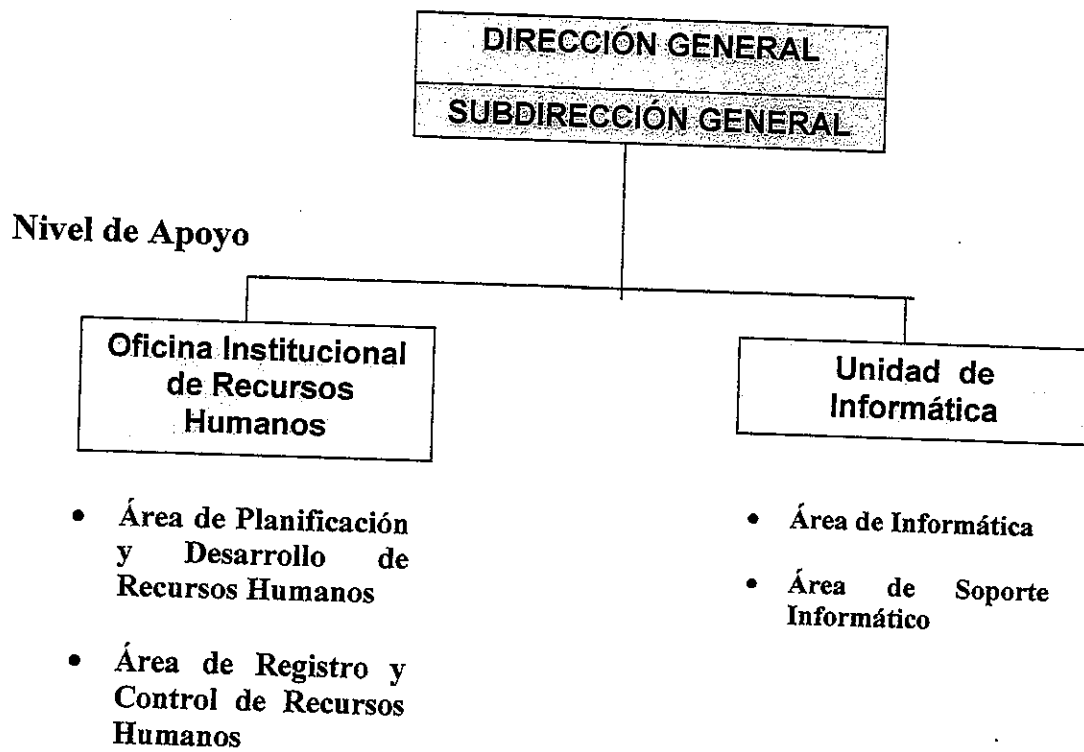 DIRECCIÓN GENERAL
SUBDIRECCIÓN GENERAL
Nivel de Apoyo
Oficina Institucional
de Recursos
Humanos
• Área de Planificación
y Desarrollo de
Recursos Humanos
• Área de Registro y
Control de Recursos
Humanos
Unidad de
Informática
• Área de Informática
• Área de Soporte
Informático